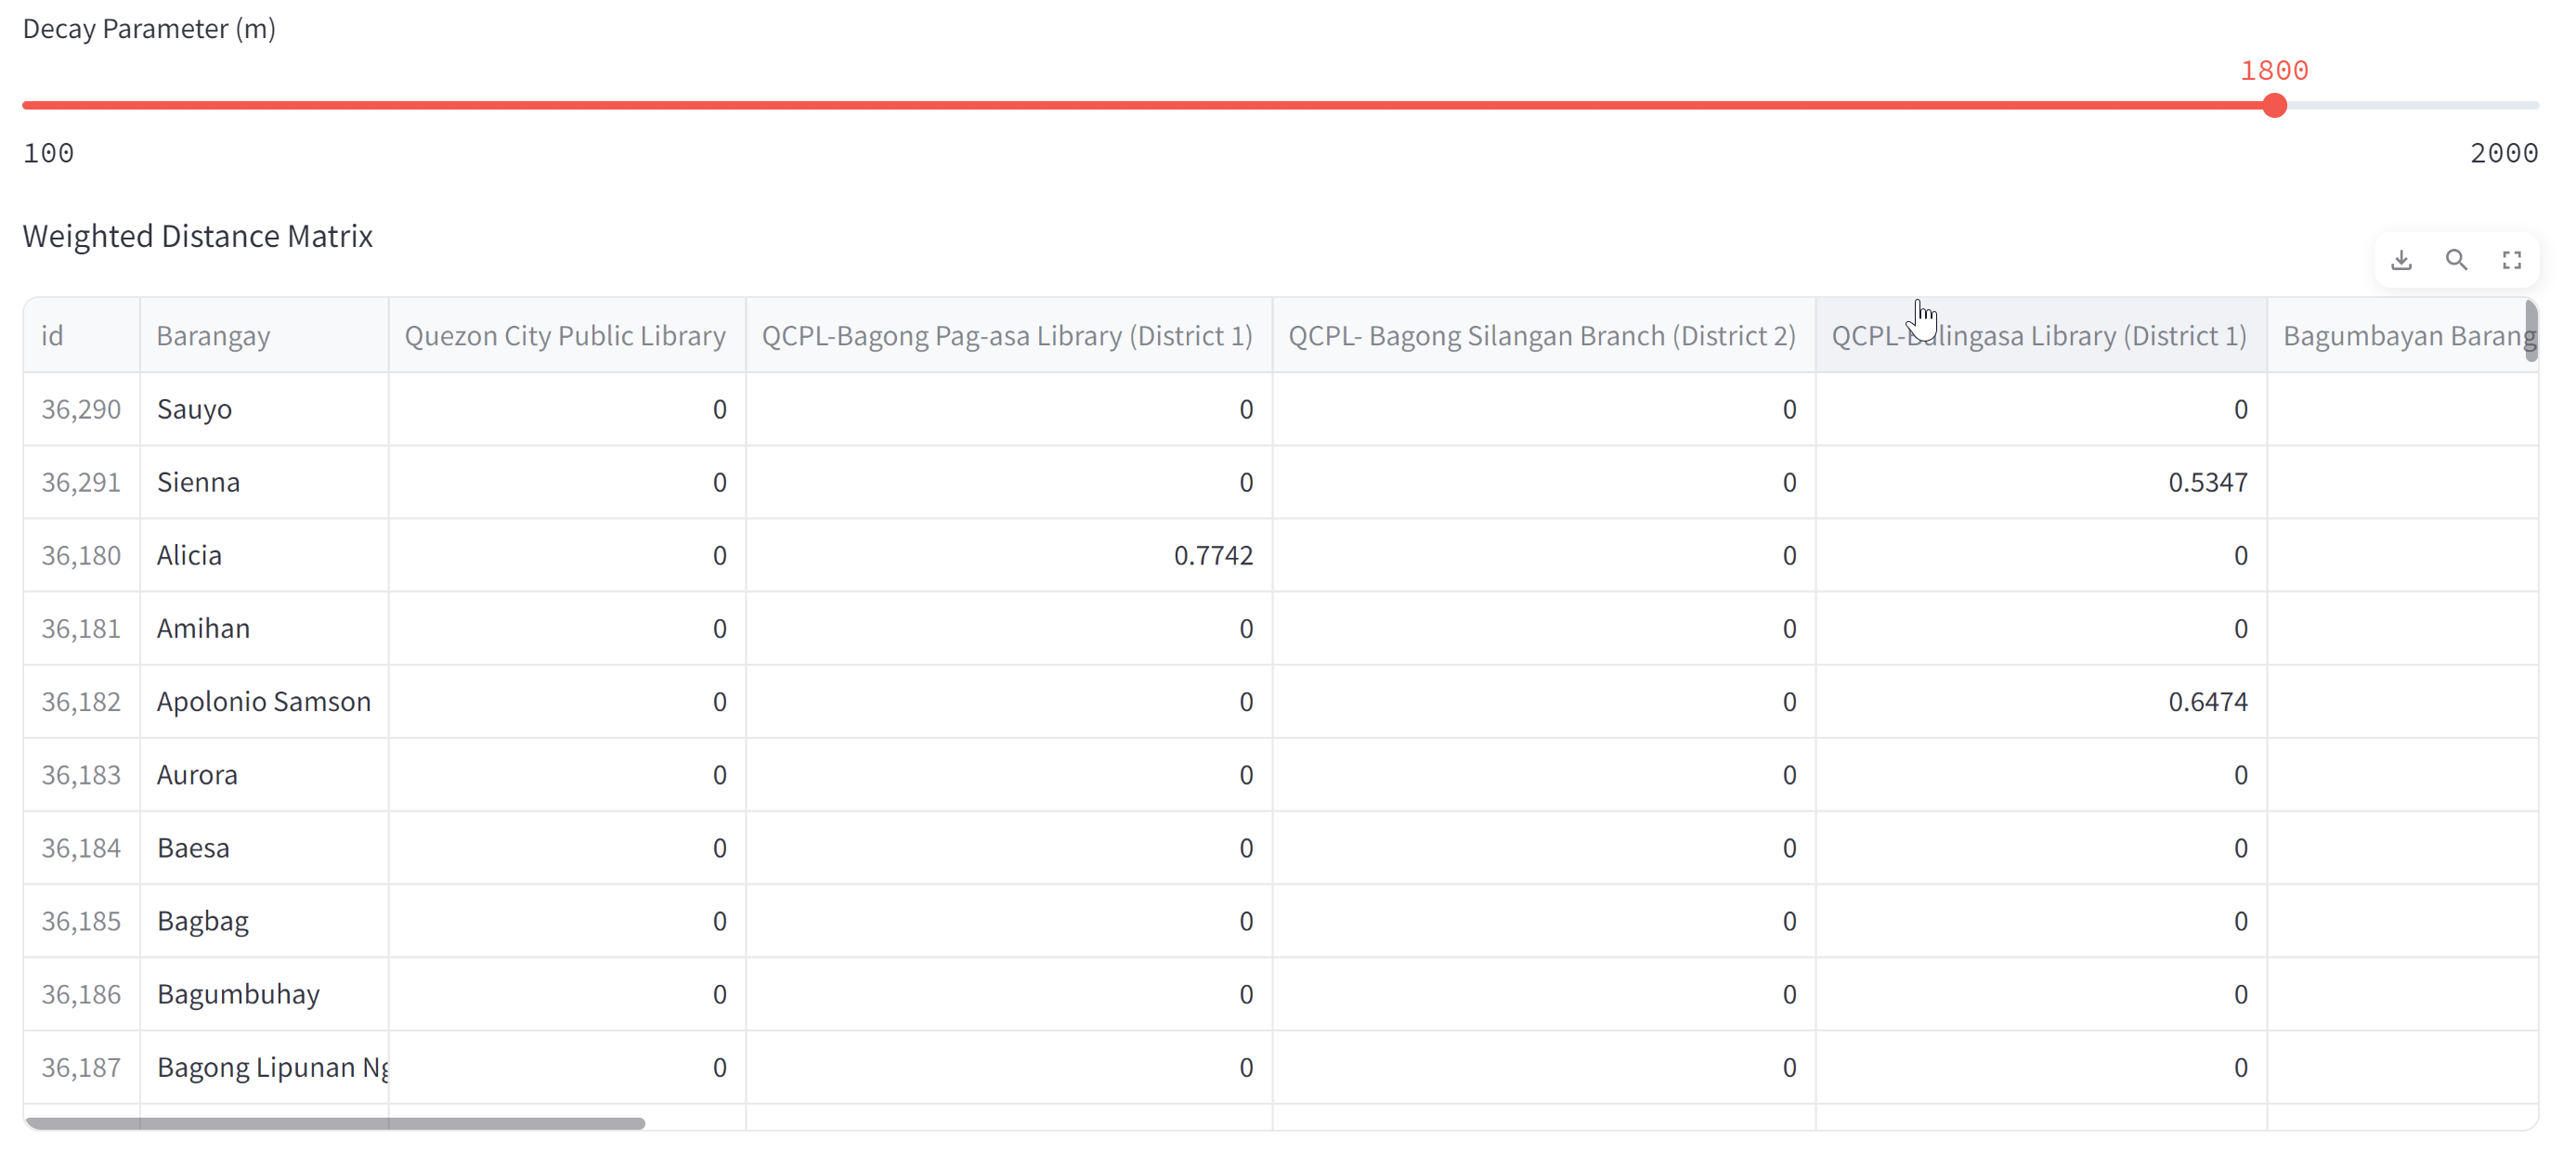 Decay Parameter (m)
1800
100 2000
Weighted Distance Matrix
id Barangay Quezon City Public Library QCPL-Bagong Pag-asa Library (District 1) QCPL- Bagong Silangan Branch (District 2) QCPL-Balingasa Library (District 1) Bagumbayan Barang
36,290 Sauyo 0 0 0 0
36,291 Sienna 0 0 0 0.5347
36,180 Alicia 0 0.7742 0 0
36,181 Amihan 0 0 0 0
36,182 Apolonio Samson 0 0 0 0.6474
36,183 Aurora 0 0 0 0
36,184 Baesa 0 0 0 0
36,185 Bagbag 0 0 0 0
36,186 Bagumbuhay 0 0 0 0
36,187 Bagong Lipunan Ng 0 0 0 0